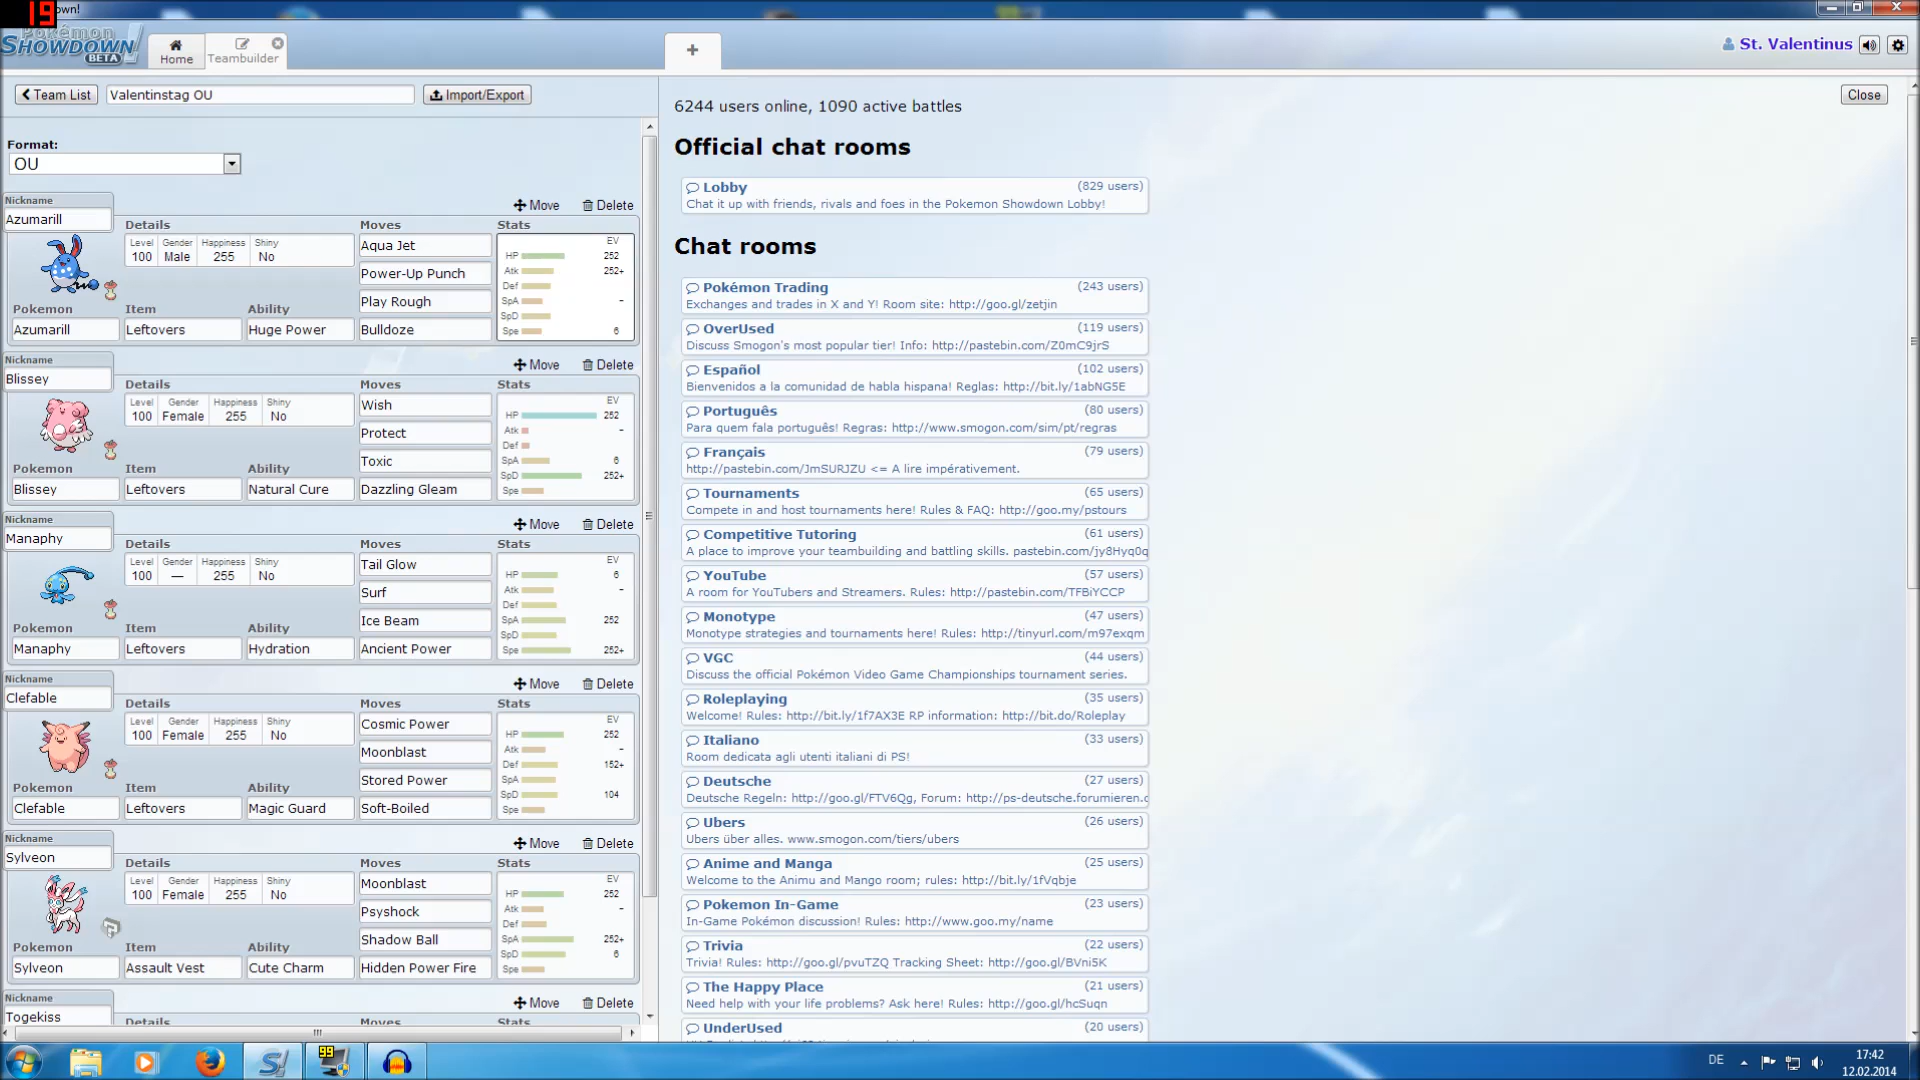 19
own!
Pokémon
SHOWDOWN!
BETA
Home
Teambuilder
+
St. Valentinus
Team List
Valentinstag OU
Import/Export
Format:
OU
Nickname
Azumarill
Move
Delete
Details
Moves
Stats
Level Gender Happiness Shiny
100 Male 255 No
Aqua Jet
Power-Up Punch
Play Rough
Bulldoze
EV
HP 252
Atk 252+
Def
SpA -
SpD
Spe 6
Pokemon Item Ability
Azumarill Leftovers Huge Power
Nickname
Blissey
Move
Delete
Details
Moves
Stats
Level Gender Happiness Shiny
100 Female 255 No
Wish
Protect
Toxic
Dazzling Gleam
EV
HP 252
Atk -
Def
SpA 6
SpD 252+
Spe
Pokemon Item Ability
Blissey Leftovers Natural Cure
Nickname
Manaphy
Move
Delete
Details
Moves
Stats
Level Gender Happiness Shiny
100 — 255 No
Tail Glow
Surf
Ice Beam
Ancient Power
EV
HP 6
Atk -
Def
SpA 252
SpD
Spe 252+
Pokemon Item Ability
Manaphy Leftovers Hydration
Nickname
Clefable
Move
Delete
Details
Moves
Stats
Level Gender Happiness Shiny
100 Female 255 No
Cosmic Power
Moonblast
Stored Power
Soft-Boiled
EV
HP 252
Atk -
Def 152+
SpA
SpD 104
Spe
Pokemon Item Ability
Clefable Leftovers Magic Guard
Nickname
Sylveon
Move
Delete
Details
Moves
Stats
Level Gender Happiness Shiny
100 Female 255 No
Moonblast
Psyshock
Shadow Ball
Hidden Power Fire
EV
HP 252
Atk -
Def
SpA 252+
SpD 6
Spe
Pokemon Item Ability
Sylveon Assault Vest Cute Charm
Nickname
Togekiss
Move
Delete
Details
Moves
Stats
Close
6244 users online, 1090 active battles
Official chat rooms
Lobby (829 users)
Chat it up with friends, rivals and foes in the Pokemon Showdown Lobby!
Chat rooms
Pokémon Trading (243 users)
Exchanges and trades in X and Y! Room site: http://goo.gl/zetjin
OverUsed (119 users)
Discuss Smogon's most popular tier! Info: http://pastebin.com/Z0mC9jrS
Español (102 users)
Bienvenidos a la comunidad de habla hispana! Reglas: http://bit.ly/1abNG5E
Português (80 users)
Para quem fala português! Regras: http://www.smogon.com/sim/pt/regras
Français (79 users)
http://pastebin.com/JmSURJZU <= A lire impérativement.
Tournaments (65 users)
Compete in and host tournaments here! Rules & FAQ: http://goo.my/pstours
Competitive Tutoring (61 users)
A place to improve your teambuilding and battling skills. pastebin.com/jy8Hyq0q
YouTube (57 users)
A room for YouTubers and Streamers. Rules: http://pastebin.com/TFBiYCCP
Monotype (47 users)
Monotype strategies and tournaments here! Rules: http://tinyurl.com/m97exqm
VGC (44 users)
Discuss the official Pokémon Video Game Championships tournament series.
Roleplaying (35 users)
Welcome! Rules: http://bit.ly/1f7AX3E RP information: http://bit.do/Roleplay
Italiano (33 users)
Room dedicata agli utenti italiani di PS!
Deutsche (27 users)
Deutsche Regeln: http://goo.gl/FTV6Qg, Forum: http://ps-deutsche.forumieren.c
Ubers (26 users)
Ubers über alles. www.smogon.com/tiers/ubers
Anime and Manga (25 users)
Welcome to the Animu and Mango room; rules: http://bit.ly/1fVqbje
Pokemon In-Game (23 users)
In-Game Pokémon discussion! Rules: http://www.goo.my/name
Trivia (22 users)
Trivia! Rules: http://goo.gl/pvuTZQ Tracking Sheet: http://goo.gl/BVni5K
The Happy Place (21 users)
Need help with your life problems? Ask here! Rules: http://goo.gl/hcSuqn
UnderUsed (20 users)
99
DE
17:42
12.02.2014